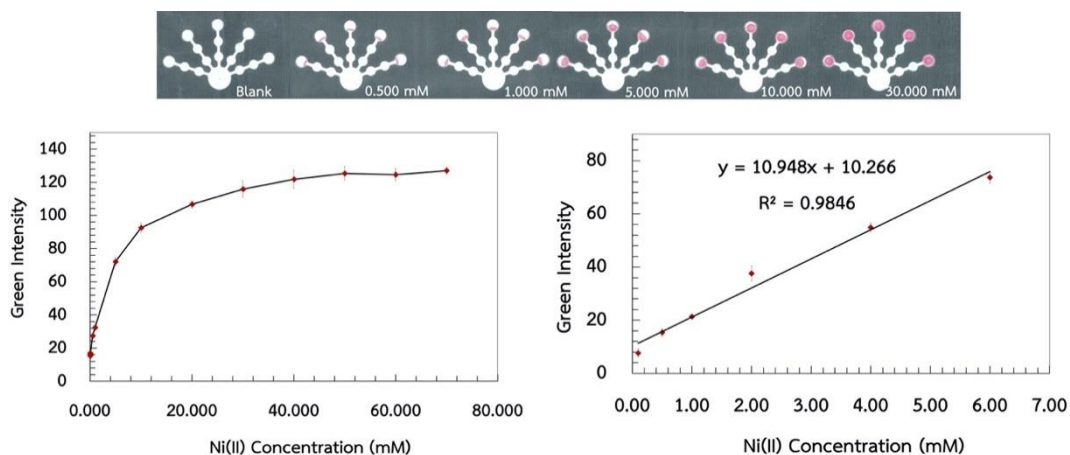 Blank
0.500 mM
1.000 mM
5.000 mM
10.000 mM
30.000 mM
140
120
100
80
60
40
20
0
0.000
20.000
40.000
60.000
80.000
Green Intensity
Ni(II) Concentration (mM)
y = 10.948x + 10.266
R² = 0.9846
80
60
40
20
0
0.00
1.00
2.00
3.00
4.00
5.00
6.00
7.00
Green Intensity
Ni(II) Concentration (mM)